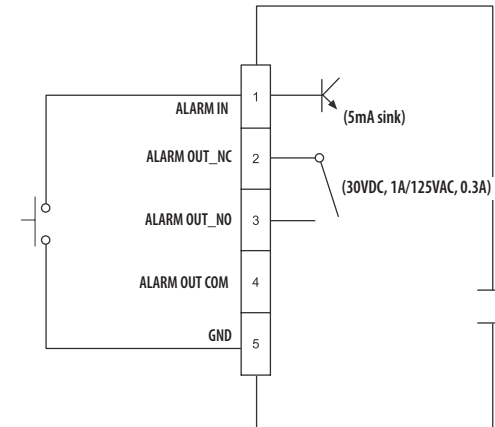 ALARM IN
1
(5mA sink)
ALARM OUT_NC
2
(30VDC, 1A/125VAC, 0.3A)
ALARM OUT_NO
3
ALARM OUT COM
4
GND
5